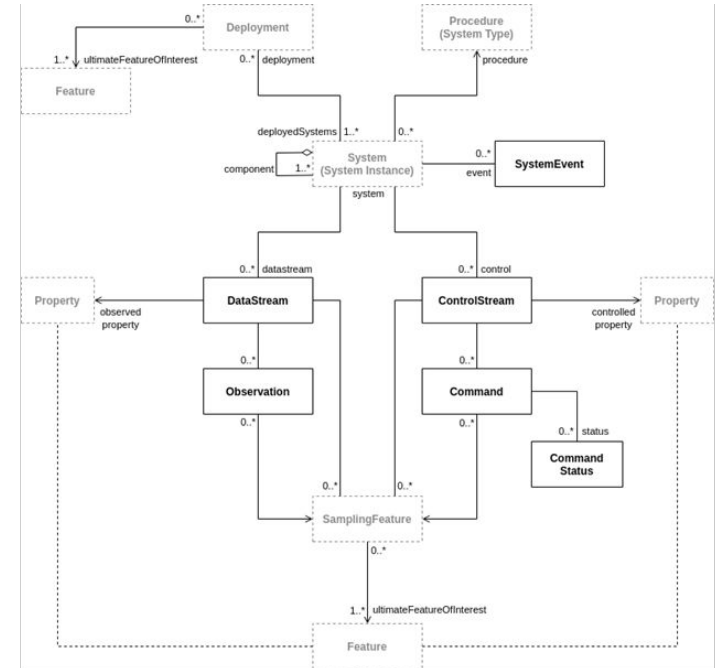 0..*
Deployment
Procedure
(System Type)
1..*
ultimateFeatureOfInterest
0..*
deployment
procedure
Feature
deployedSystems
1..*
0..*
System
(System Instance)
component
1..*
0..*
event
SystemEvent
system
0..*
datastream
0..*
control
Property
observed
property
DataStream
ControlStream
controlled
property
Property
0..*
0..*
Observation
Command
0..*
0..*
0..*
status
Command
Status
0..*
0..*
SamplingFeature
0..*
1..*
ultimateFeatureOfInterest
Feature